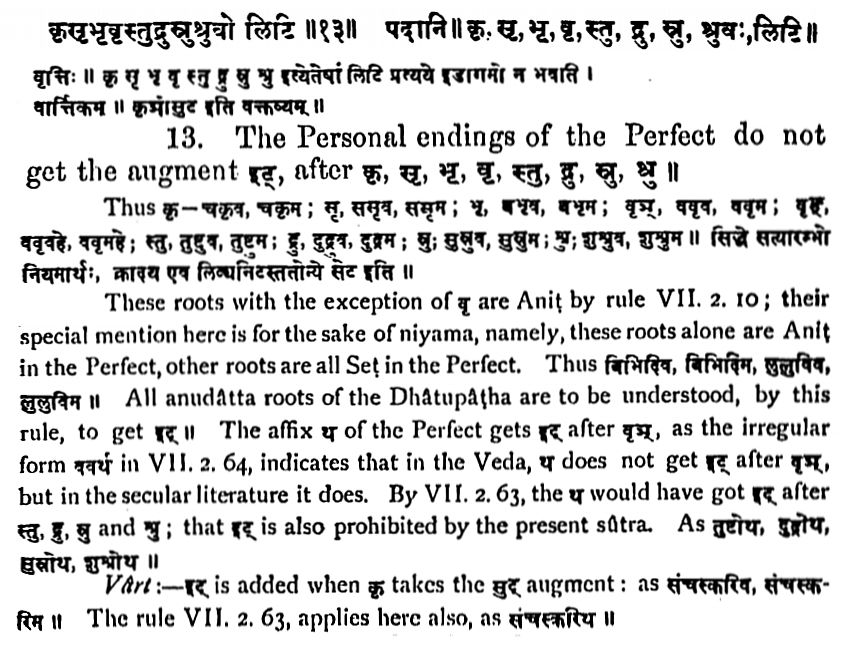 कृसृभृवृस्तुद्रुस्रुश्रुवो लिटि ॥१३॥ पदानि ॥ कृ, सृ, भृ, वृ, स्तु, द्रु, स्रु, श्रुवः, लिटि ॥
वृत्तिः ॥ कृ सृ भृ वृ स्तु द्रु स्रु श्रु इत्येतेषां लिटि प्रत्यये इडागमो न भवति ।
वार्त्तिकम् ॥ कृञोसुट इति वक्तव्यम् ॥
13. The Personal endings of the Perfect do not
get the augment इट्, after कृ, सृ, भृ, वृ, स्तु, द्रु, स्रु, श्रु ॥
Thus कृ—चकृव, चकृम ; सृ, ससृव, ससृम ; भृ, बभृव, बभृम ; वृञ्, ववृव, ववृम ; वृङ्,
ववृवहे, ववृमहे ; स्तु, तुष्टुव, तुष्टुम ; द्रु, दुद्रुव, दुद्रुम ; स्रु; सुस्रुव, सुस्रुम ; श्रु; शुश्रुव, शुश्रुम ॥ सिद्धे सत्यारम्भो
नियमार्थः, क्रादय एव लिट्यनिटस्ततोन्ये सेट इति ॥
These roots with the exception of वृ are Aniṭ by rule VII. 2. 10 ; their
special mention here is for the sake of niyama, namely, these roots alone are Aniṭ
in the Perfect, other roots are all Seṭ in the Perfect. Thus बिभिदिव, बिभिदिम, लुलुविव,
लुलुविम ॥ All anudâtta roots of the Dhâtupâṭha are to be understood, by this
rule, to get इट् ॥ The affix थ of the Perfect gets इट् after वृञ्, as the irregular
form ववर्थ in VII. 2. 64, indicates that in the Veda, थ does not get इट् after वृञ्,
but in the secular literature it does. By VII. 2. 63, the थ would have got इट् after
स्तु, द्रु, स्रु and श्रु ; that इट् is also prohibited by the present sûtra. As तुष्टोथ, दुद्रोथ,
सुस्रोथ, शुश्रोथ ॥
Vârt:—इट् is added when कृ takes the सुट् augment : as संचस्करिव, संचस्क-
रिम ॥ The rule VII. 2. 63, applies here also, as संचस्करिथ ॥